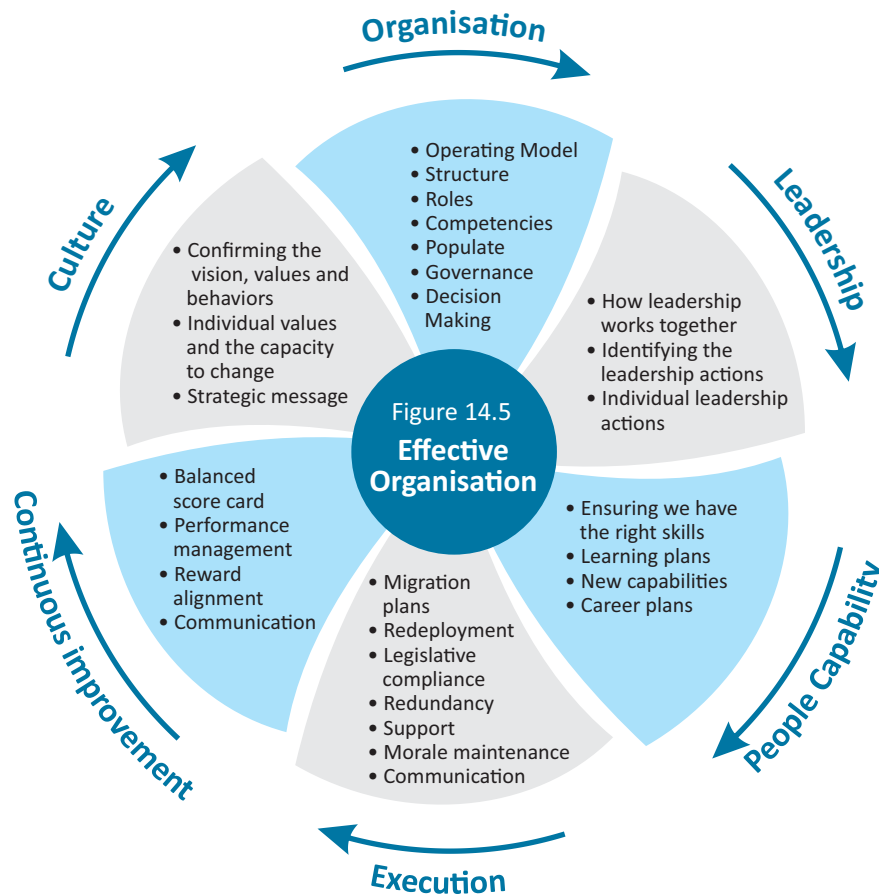 Organisation
• Operating Model
• Structure
• Roles
• Competencies
• Populate
• Governance
• Decision
Making
Leadership
• How leadership
works together
• Identifying the
leadership actions
• Individual leadership
actions
People Capability
• Ensuring we have
the right skills
• Learning plans
• New capabilities
• Career plans
Execution
• Migration
plans
• Redeployment
• Legislative
compliance
• Redundancy
• Support
• Morale maintenance
• Communication
Continuous improvement
• Balanced
score card
• Performance
management
• Reward
alignment
• Communication
Culture
• Confirming the
vision, values and
behaviors
• Individual values
and the capacity
to change
• Strategic message
Figure 14.5
Effective
Organisation